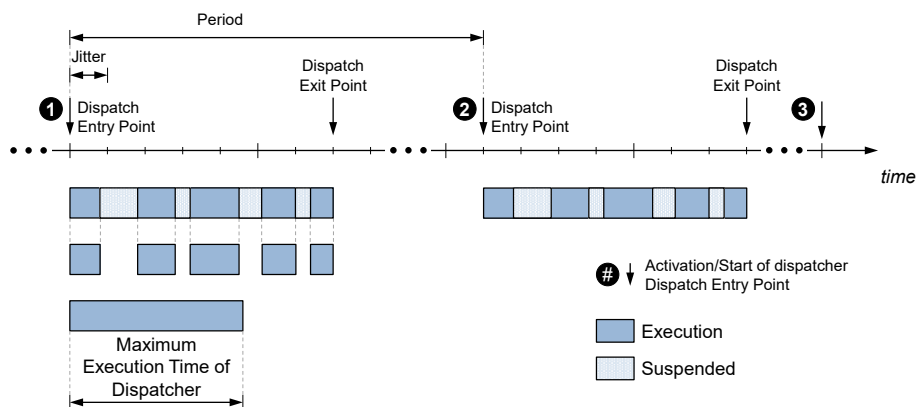 Period
Jitter
1
Dispatch
Entry Point
Dispatch
Exit Point
2
Dispatch
Entry Point
Dispatch
Exit Point
3
time
Maximum
Execution Time of
Dispatcher
# Activation/Start of dispatcher
Dispatch Entry Point
Execution
Suspended